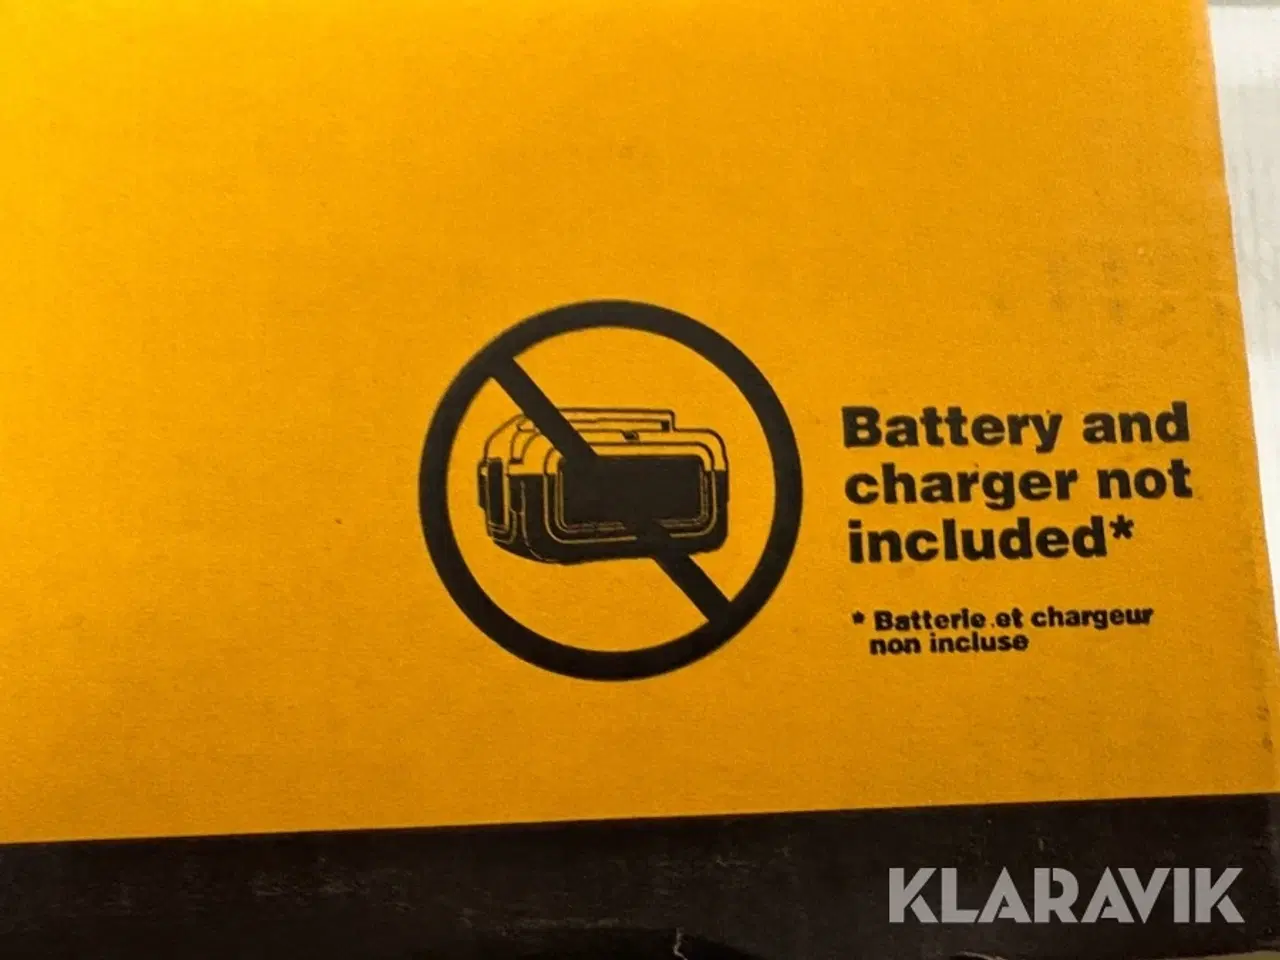 Battery and
charger not
included*
* Batterie et chargeur
non incluse
KLARAVIK